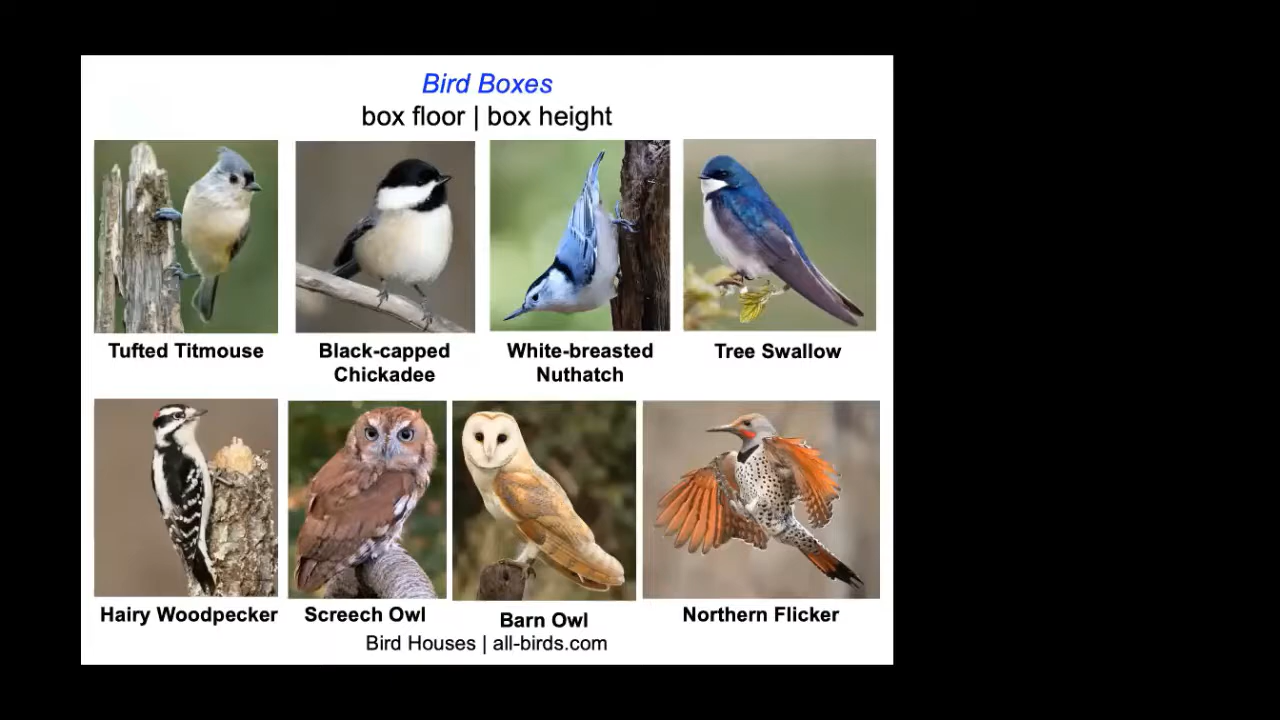 Bird Boxes
box floor | box height
Tufted Titmouse
Black-capped
Chickadee
White-breasted
Nuthatch
Tree Swallow
Hairy Woodpecker
Screech Owl
Barn Owl
Northern Flicker
Bird Houses | all-birds.com